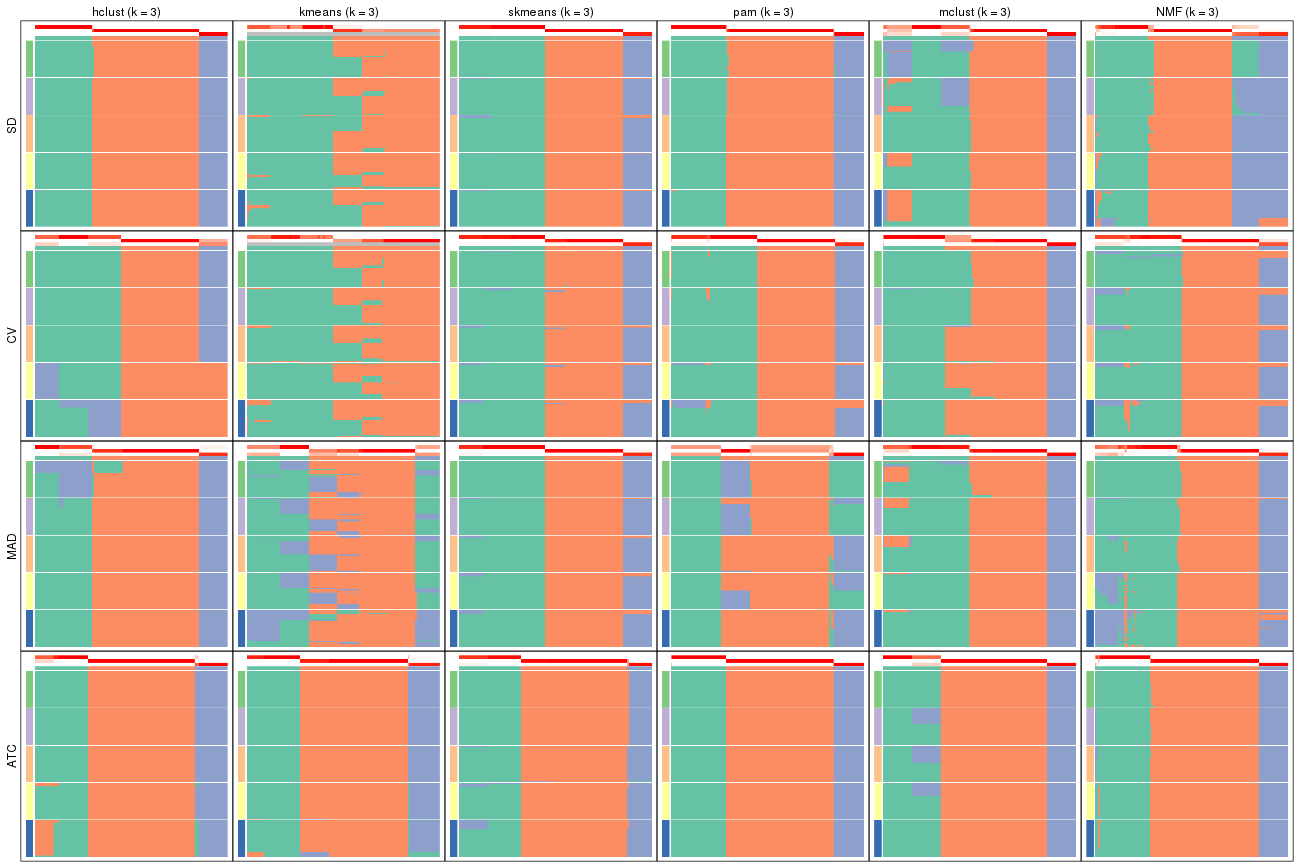 hclust (k = 3) kmeans (k = 3) skmeans (k = 3) pam (k = 3) mclust (k = 3) NMF (k = 3)
SD
CV
MAD
ATC